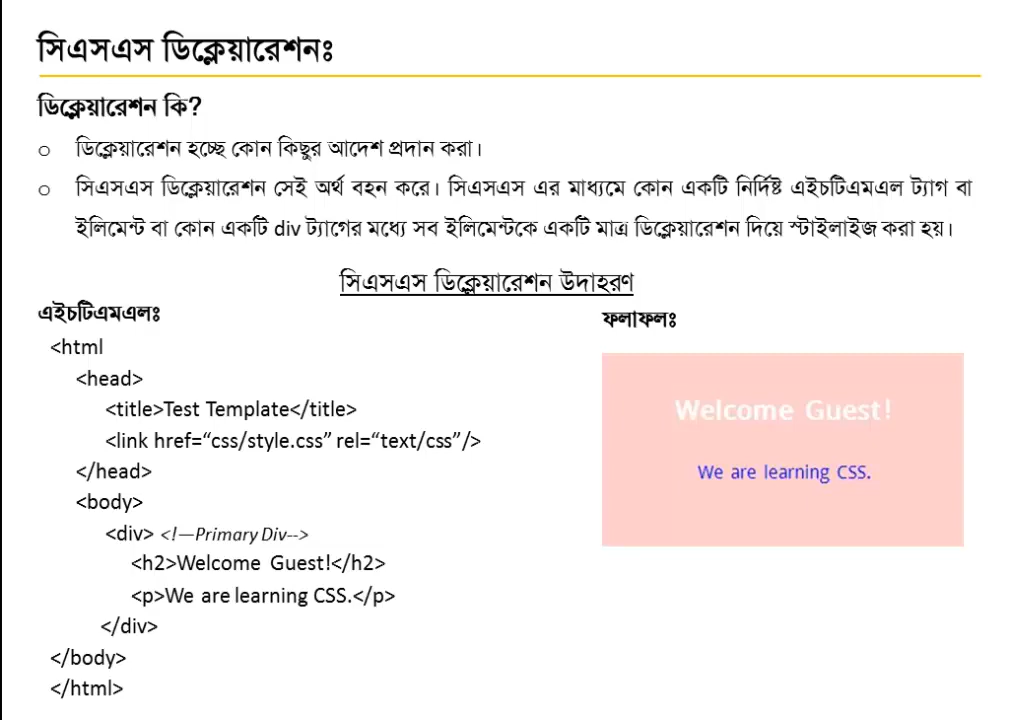 সিএসএস ডিক্লেয়ারেশনঃ
ডিক্লেয়ারেশন কি?
○ ডিক্লেয়ারেশন হচ্ছে কোন কিছুর আদেশ প্রদান করা।
○ সিএসএস ডিক্লেয়ারেশন সেই অর্থ বহন করে। সিএসএস এর মাধ্যমে কোন একটি নির্দিষ্ট এইচটিএমএল ট্যাগ বা
ইলিমেন্ট বা কোন একটি div ট্যাগের মধ্যে সব ইলিমেন্টকে একটি মাত্র ডিক্লেয়ারেশন দিয়ে স্টাইলাইজ করা হয়।
সিএসএস ডিক্লেয়ারেশন উদাহরণ
এইচটিএমএলঃ
<html
<head>
<title>Test Template</title>
<link href=“css/style.css” rel=“text/css”/>
</head>
<body>
<div> <!—Primary Div-->
<h2>Welcome Guest!</h2>
<p>We are learning CSS.</p>
</div>
</body>
</html>
ফলাফলঃ
Welcome Guest!
We are learning CSS.